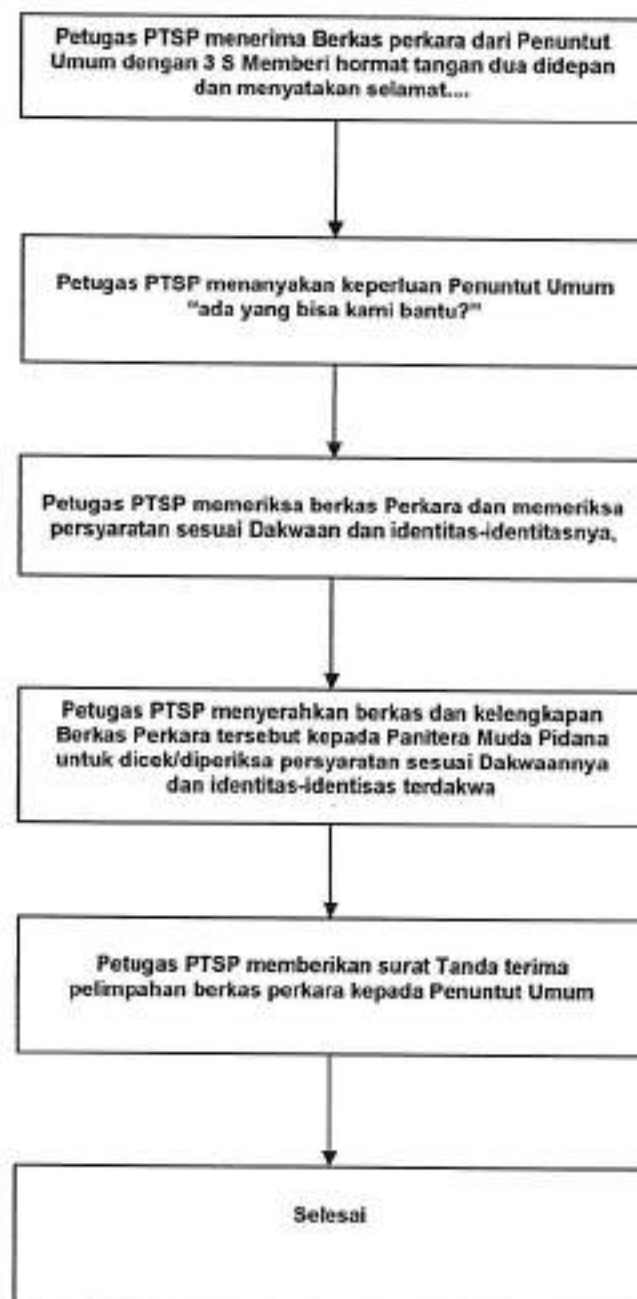 Petugas PTSP menerima Berkas perkara dari Penuntut
Umum dengan 3 S Memberi hormat tangan dua didepan
dan menyatakan selamat....
Petugas PTSP menanyakan keperluan Penuntut Umum
"ada yang bisa kami bantu?"
Petugas PTSP memeriksa berkas Perkara dan memeriksa
persyaratan sesuai Dakwaan dan identitas-identitasnya.
Petugas PTSP menyerahkan berkas dan kelengkapan
Berkas Perkara tersebut kepada Panitera Muda Pidana
untuk dicek/diperiksa persyaratan sesuai Dakwaannya
dan identitas-identisas terdakwa
Petugas PTSP memberikan surat Tanda terima
pelimpahan berkas perkara kepada Penuntut Umum
Selesai